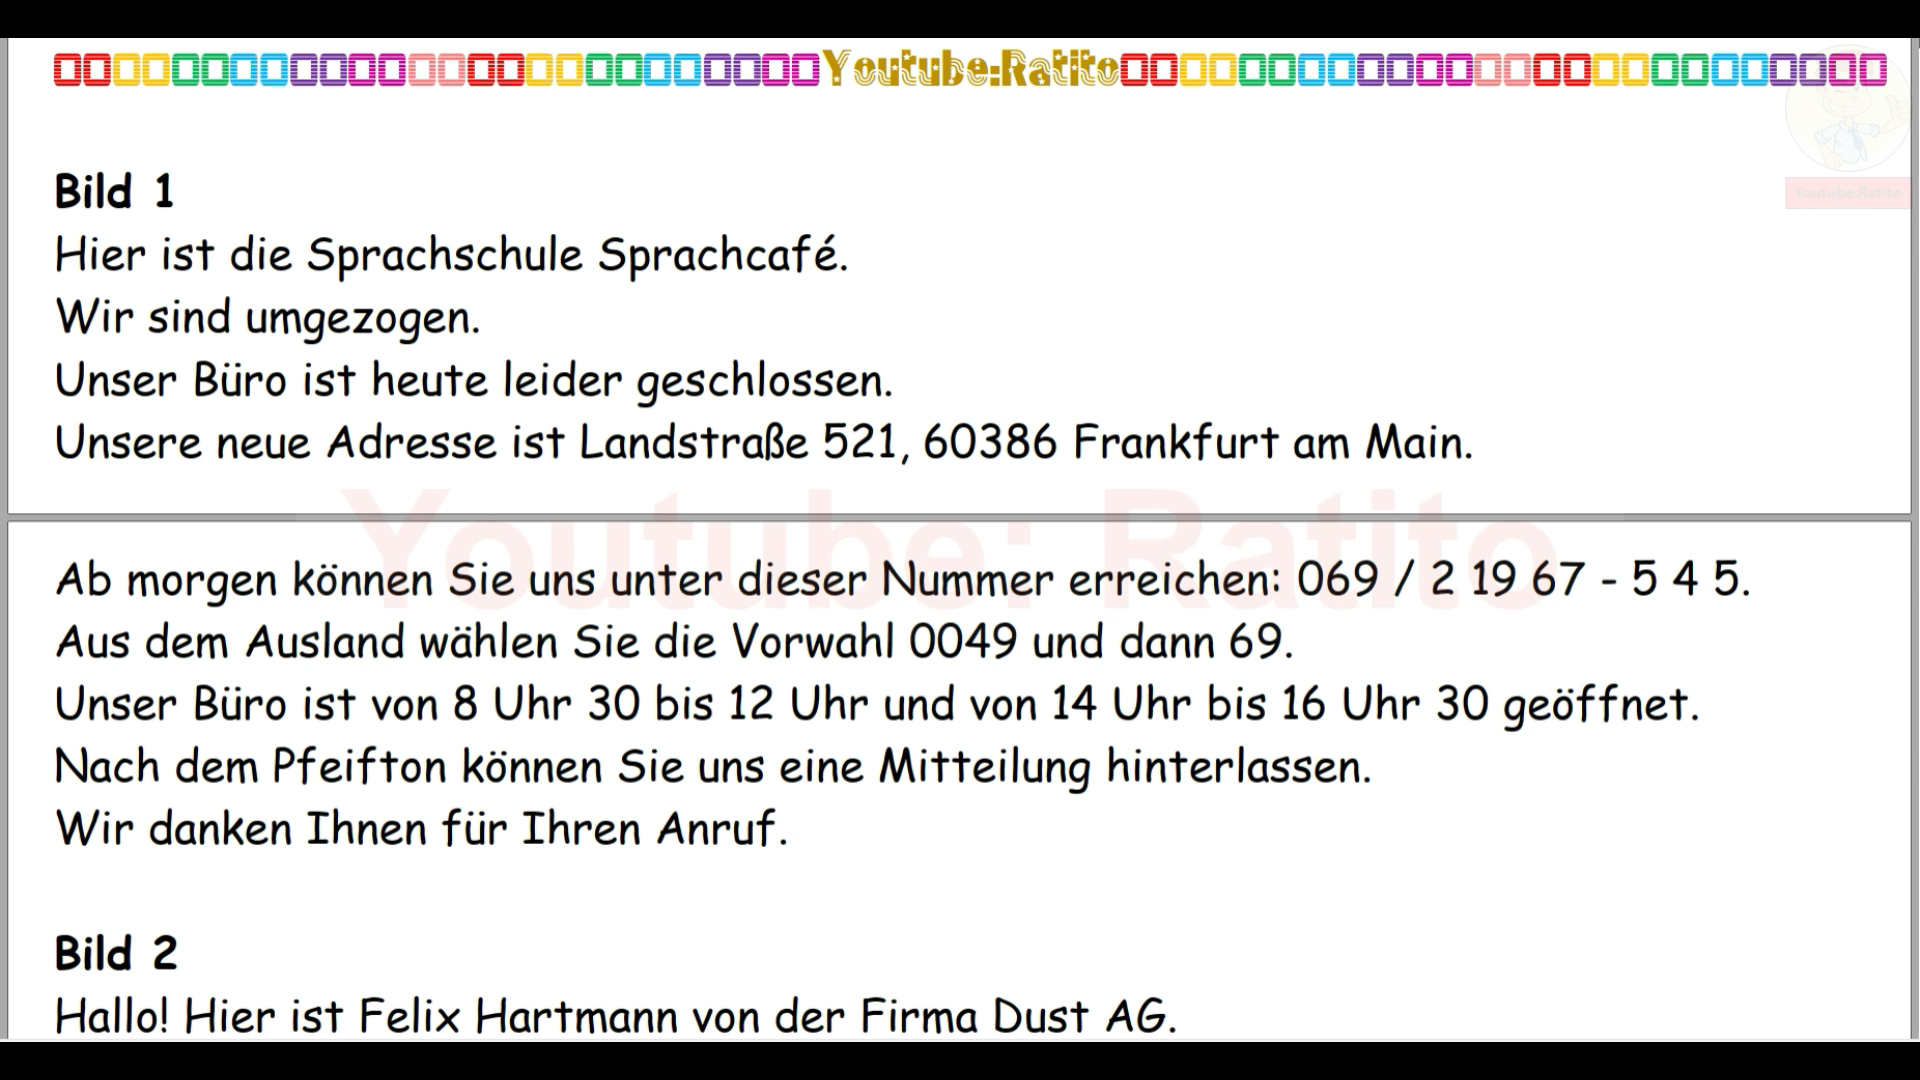 Youtube:Ratito
Youtube:Ratito
Bild 1
Hier ist die Sprachschule Sprachcafé.
Wir sind umgezogen.
Unser Büro ist heute leider geschlossen.
Unsere neue Adresse ist Landstraße 521, 60386 Frankfurt am Main.
Youtube: Ratito
Ab morgen können Sie uns unter dieser Nummer erreichen: 069 / 2 19 67 - 5 4 5.
Aus dem Ausland wählen Sie die Vorwahl 0049 und dann 69.
Unser Büro ist von 8 Uhr 30 bis 12 Uhr und von 14 Uhr bis 16 Uhr 30 geöffnet.
Nach dem Pfeifton können Sie uns eine Mitteilung hinterlassen.
Wir danken Ihnen für Ihren Anruf.
Bild 2
Hallo! Hier ist Felix Hartmann von der Firma Dust AG.